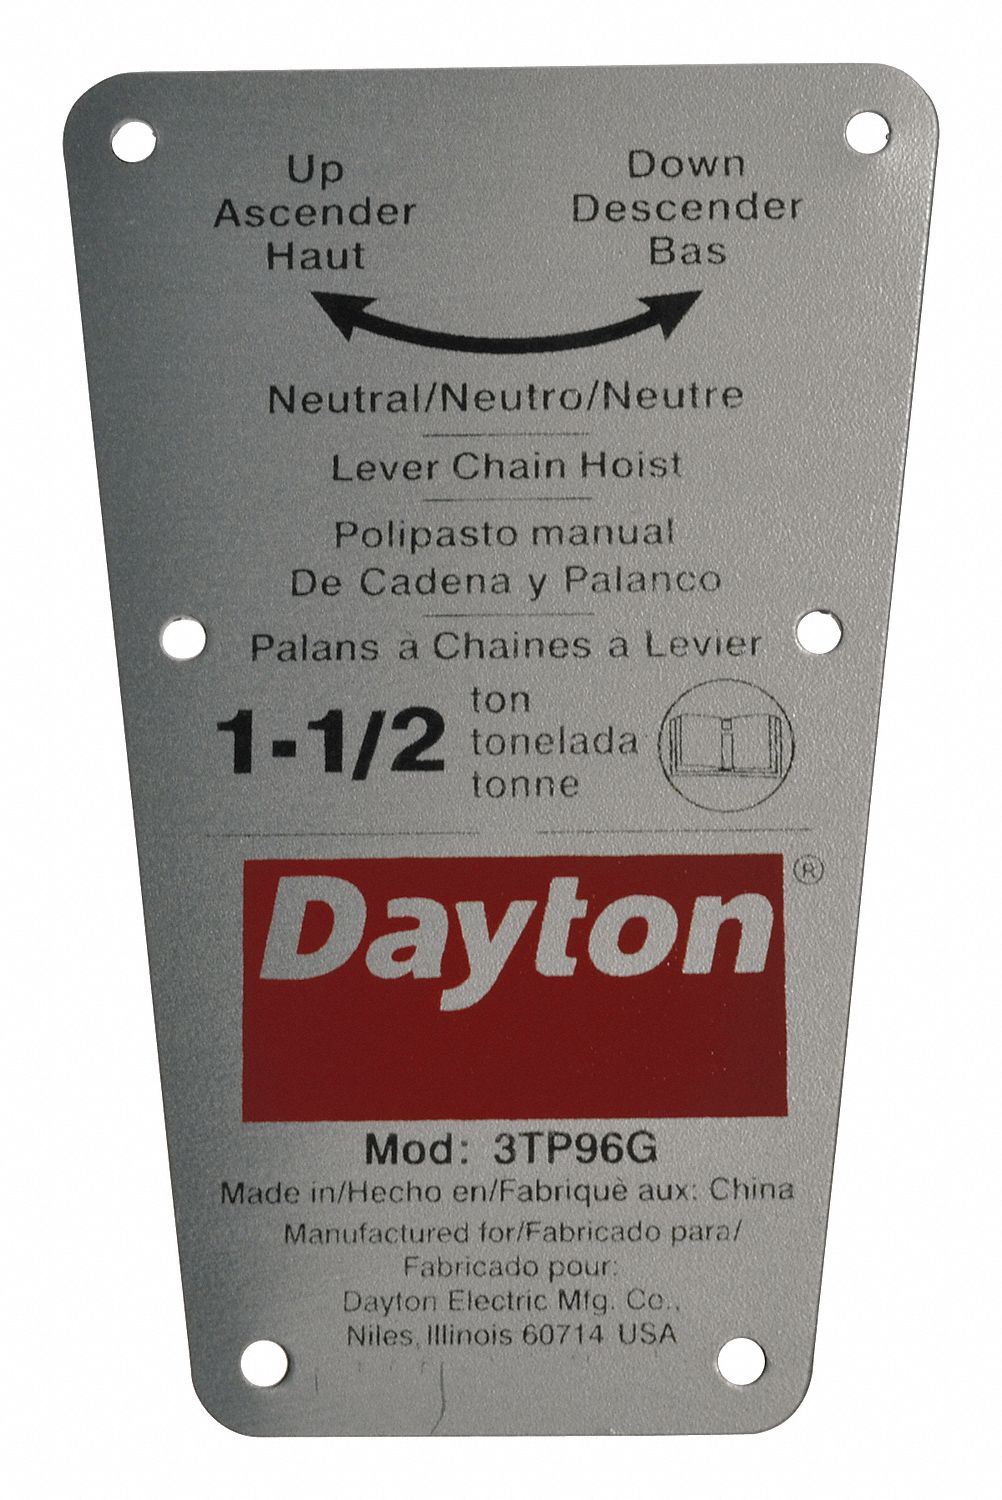 Up
Ascender
Haut
Down
Descender
Bas
Neutral/Neutro/Neutre
Lever Chain Hoist
Polipasto manual
De Cadena y Palanco
Palans à Chaines a Levier
1-1/2
ton
tonelada
tonne
Dayton®
Mod: 3TP96G
Made in/Hecho en/Fabriquè aux: China
Manufactured for/Fabricado para/
Fabricado pour:
Dayton Electric Mfg. Co.,
Niles, Illinois 60714 USA